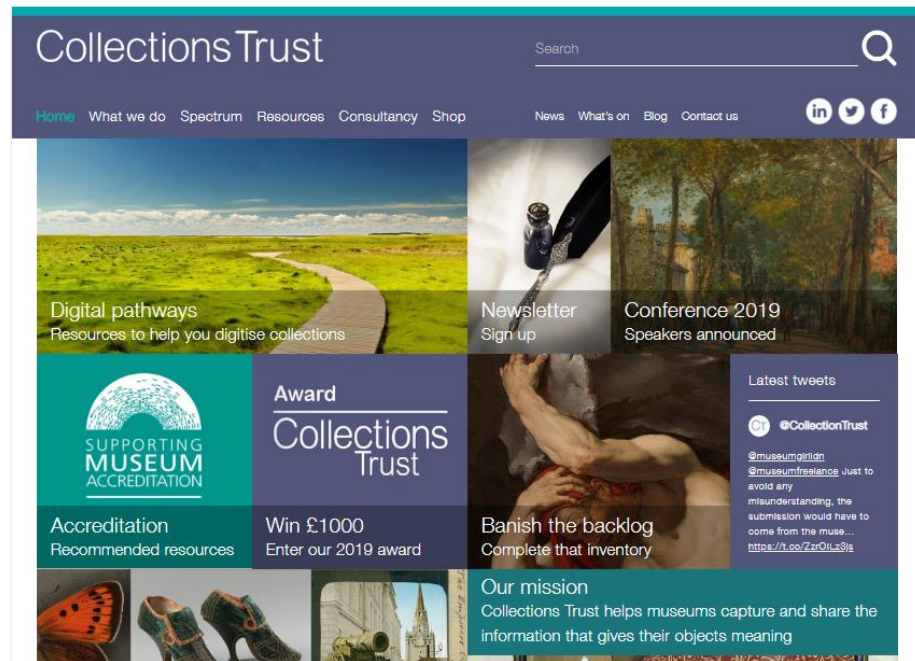 Collections Trust
Search
Home What we do Spectrum Resources Consultancy Shop
News What's on Blog Contact us
in f
Digital pathways
Resources to help you digitise collections
Newsletter
Sign up
Conference 2019
Speakers announced
SUPPORTING
MUSEUM
ACCREDITATION
Accreditation
Recommended resources
Award
Collections
Trust
Win £1000
Enter our 2019 award
Banish the backlog
Complete that inventory
Latest tweets
CT @CollectionTrust
@museumgirlldn
@museumfreelance Just to
avoid any
misunderstanding, the
submission would have to
come from the muse...
Our mission
Collections Trust helps museums capture and share the
information that gives their objects meaning